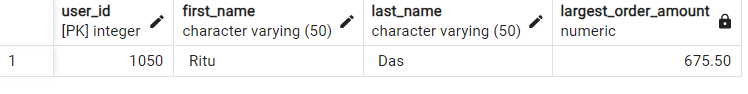 user_id first_name last_name largest_order_amount
[PK] integer character varying (50) character varying (50) numeric
1 1050 Ritu Das 675.50